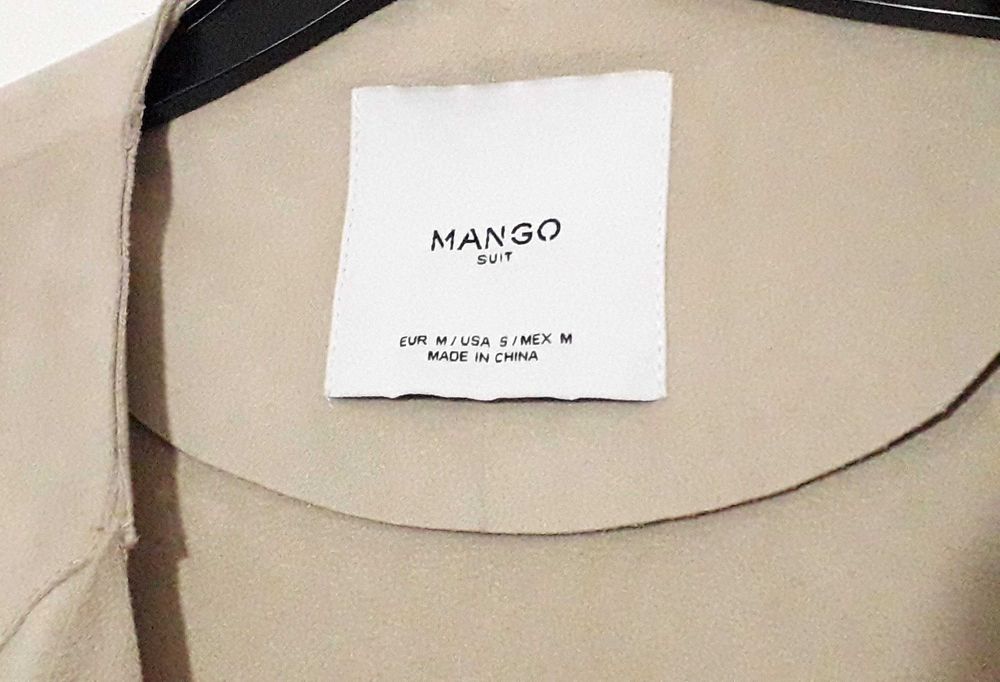 MANGO
SUIT
EUR M/USA S/MEX M
MADE IN CHINA